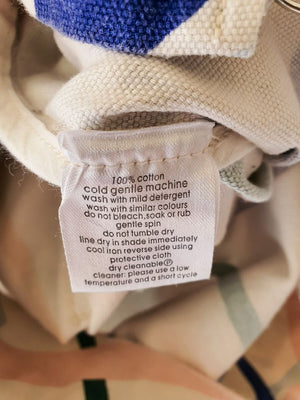 100% cotton
cold gentle machine
wash with mild detergent
wash with similar colours
do not bleach,soak or rub
gentle spin
do not tumble dry
line dry in shade immediately
cool iron reverse side using
protective cloth
dry cleanableⓅ
cleaner: please use a low
temperature and a short cycle